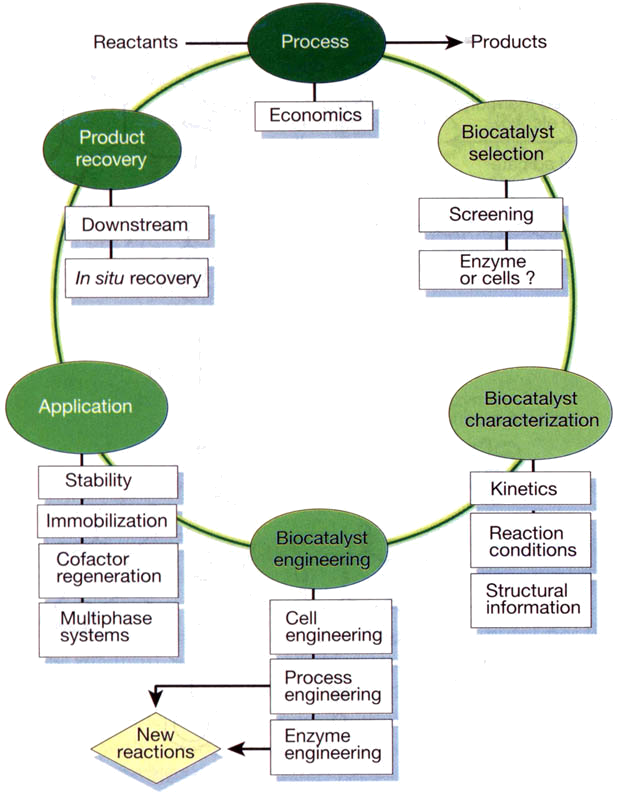 Reactants
Process
Products
Economics
Product
recovery
Downstream
In situ recovery
Biocatalyst
selection
Screening
Enzyme
or cells ?
Application
Stability
Immobilization
Cofactor
regeneration
Multiphase
systems
Biocatalyst
characterization
Kinetics
Reaction
conditions
Structural
information
Biocatalyst
engineering
Cell
engineering
Process
engineering
Enzyme
engineering
New
reactions